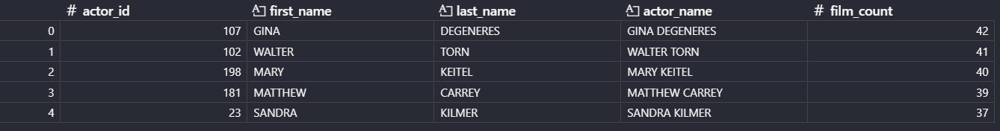 # actor_id first_name last_name actor_name # film_count
0 107 GINA DEGENERES GINA DEGENERES 42
1 102 WALTER TORN WALTER TORN 41
2 198 MARY KEITEL MARY KEITEL 40
3 181 MATTHEW CARREY MATTHEW CARREY 39
4 23 SANDRA KILMER SANDRA KILMER 37